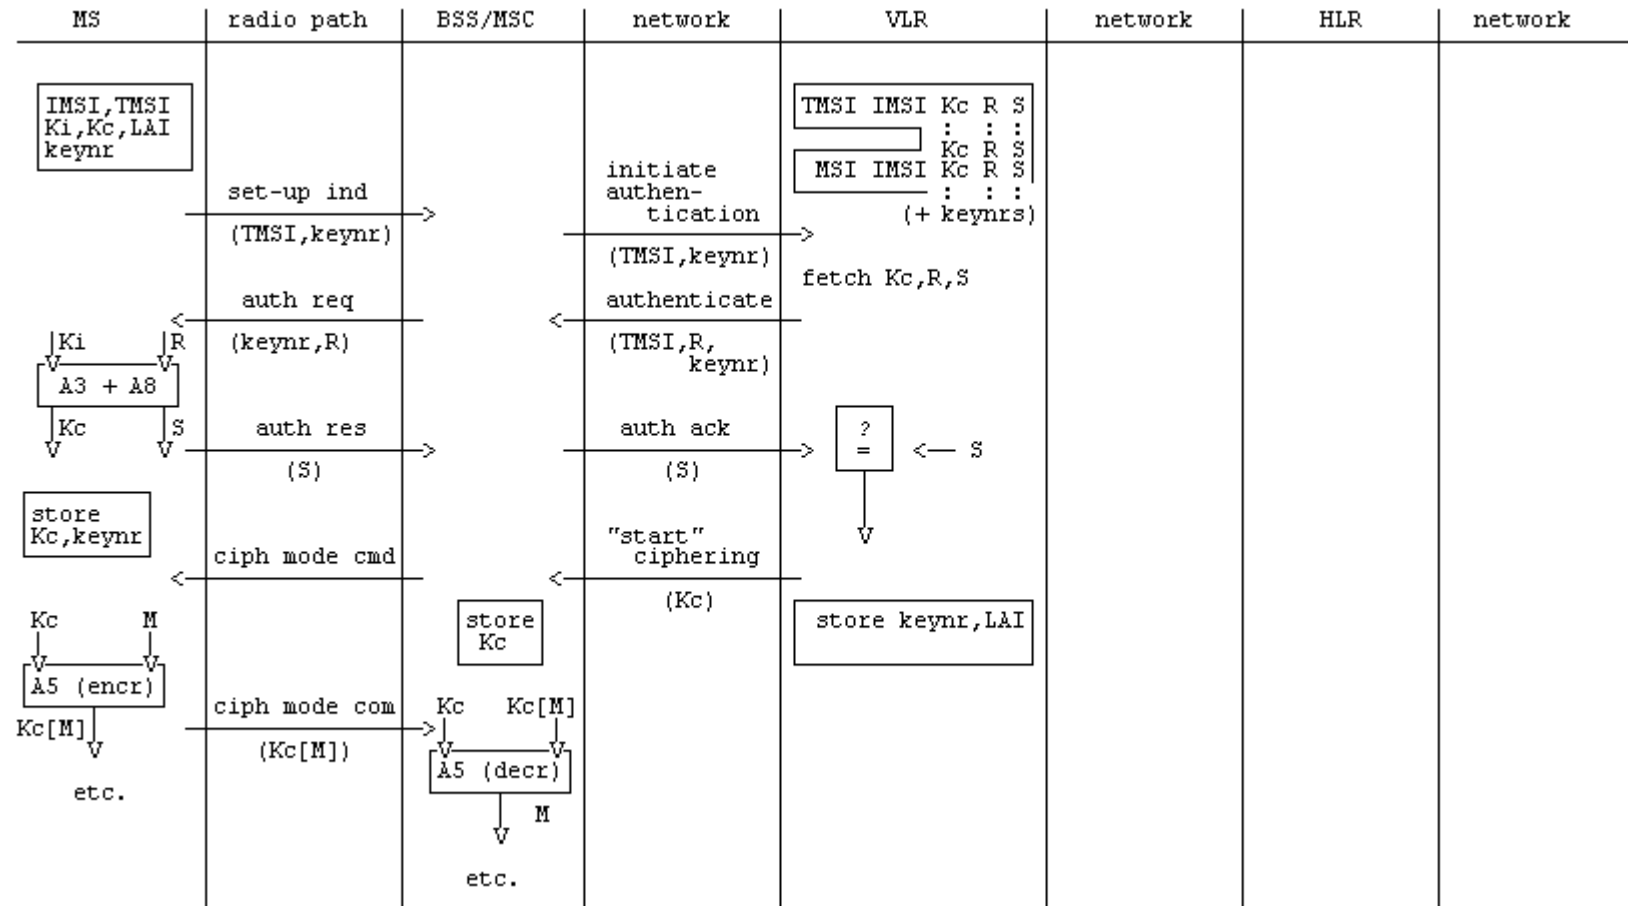 MS radio path BSS/MSC network VLR network HLR network
IMSI,TMSI
Ki,Kc,LAI
keynr
TMSI IMSI Kc R S
: : :
Kc R S
MSI IMSI Kc R S
: : :
(+ keynrs)
set-up ind
(TMSI,keynr)
initiate
authen-
tication
(TMSI,keynr)
fetch Kc,R,S
auth req
(keynr,R)
authenticate
(TMSI,R,
keynr)
Ki R
A3 + A8
Kc S
auth res
(S)
auth ack
(S)
?
=
S
store
Kc,keynr
ciph mode cmd
"start"
ciphering
(Kc)
store
Kc
store keynr,LAI
Kc M
A5 (encr)
Kc[M]
etc.
ciph mode com
(Kc[M])
Kc Kc[M]
A5 (decr)
M
etc.